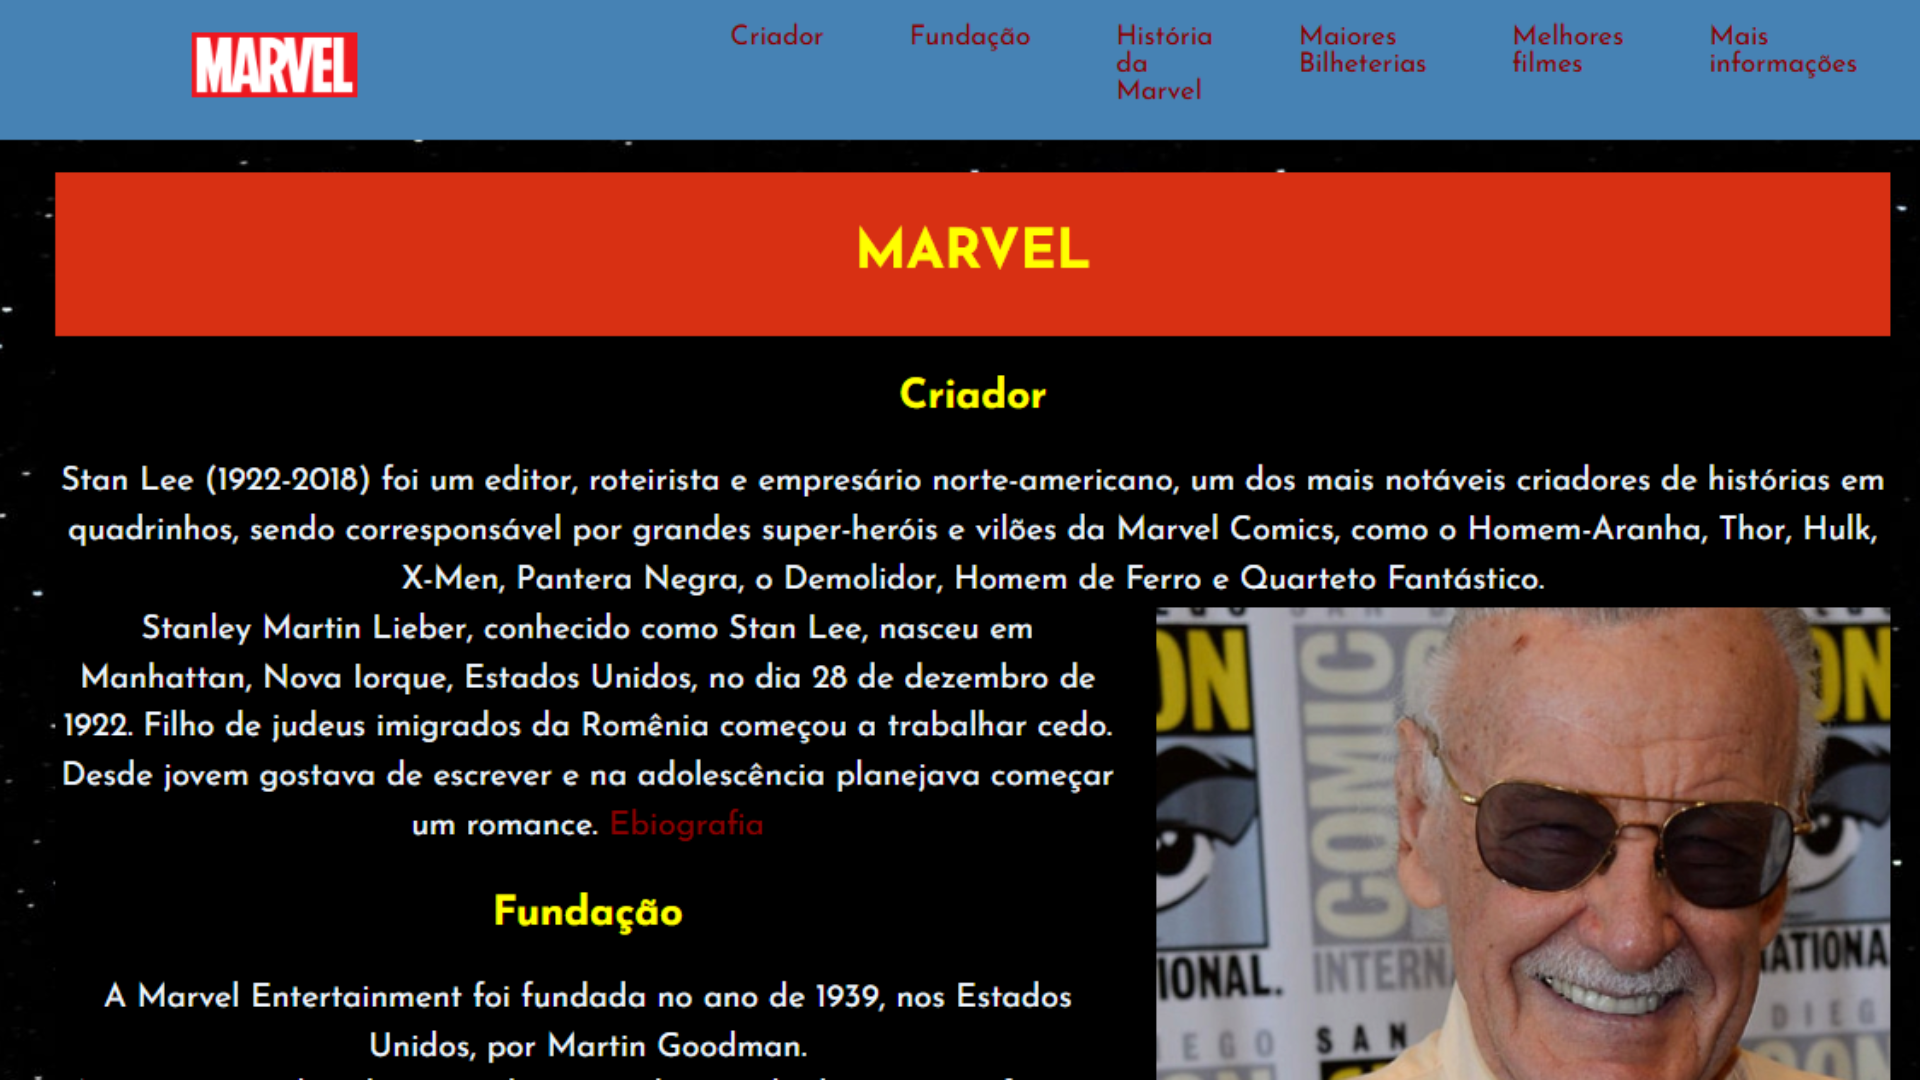 MARVEL
Criador
Fundação
História
da
Marvel
Maiores
Bilheterias
Melhores
filmes
Mais
informações
MARVEL
Criador
Stan Lee (1922-2018) foi um editor, roteirista e empresário norte-americano, um dos mais notáveis criadores de histórias em
quadrinhos, sendo corresponsável por grandes super-heróis e vilões da Marvel Comics, como o Homem-Aranha, Thor, Hulk,
X-Men, Pantera Negra, o Demolidor, Homem de Ferro e Quarteto Fantástico.
Stanley Martin Lieber, conhecido como Stan Lee, nasceu em
Manhattan, Nova Iorque, Estados Unidos, no dia 28 de dezembro de
1922. Filho de judeus imigrados da Romênia começou a trabalhar cedo.
Desde jovem gostava de escrever e na adolescência planejava começar
um romance. Ebiografia
Fundação
A Marvel Entertainment foi fundada no ano de 1939, nos Estados
Unidos, por Martin Goodman.
ON
COMIC
ON
IONAL.
INTERN
NATIONA
EGO
SAN
DIEG
ON